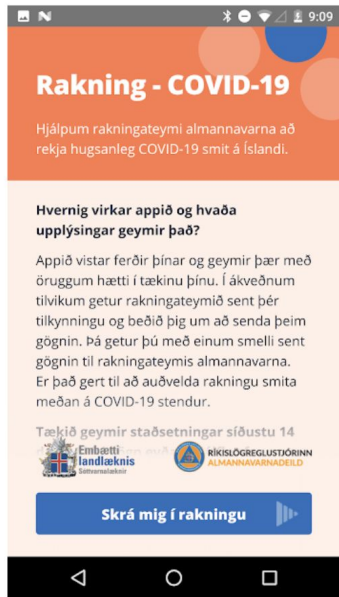 9:09
Rakning - COVID-19
Hjálpum rakningateymi almannavarna að
rekja hugsanleg COVID-19 smit á Íslandi.
Hvernig virkar appið og hvaða
upplýsingar geymir það?
Appið vistar ferðir þínar og geymir þær með
öruggum hætti í tækinu þínu. Í ákveðnum
tilvikum getur rakningateymið sent þér
tilkynningu og beðið þig um að senda þeim
gögnin. Þá getur þú með einum smelli sent
gögnin til rakningateymis almannavarna.
Er það gert til að auðvelda rakningu smita
meðan á COVID-19 stendur.
Tækið geymir staðsetningar síðustu 14
Embætti
landlæknis
Sóttvarnalæknir
RÍKISLÖGREGLUSTJÓRINN
ALMANNAVARNADEILD
Skrá mig í rakningu